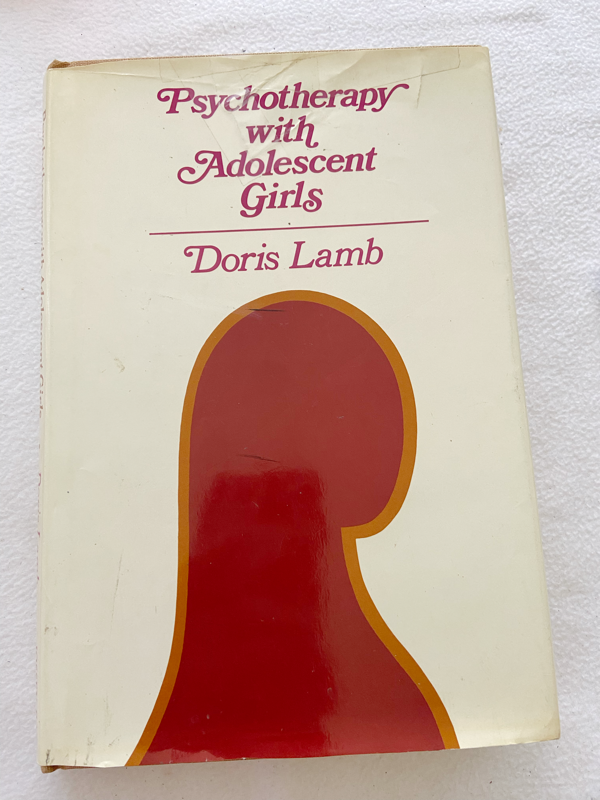 Psychotherapy
with
Adolescent
Girls
Doris Lamb